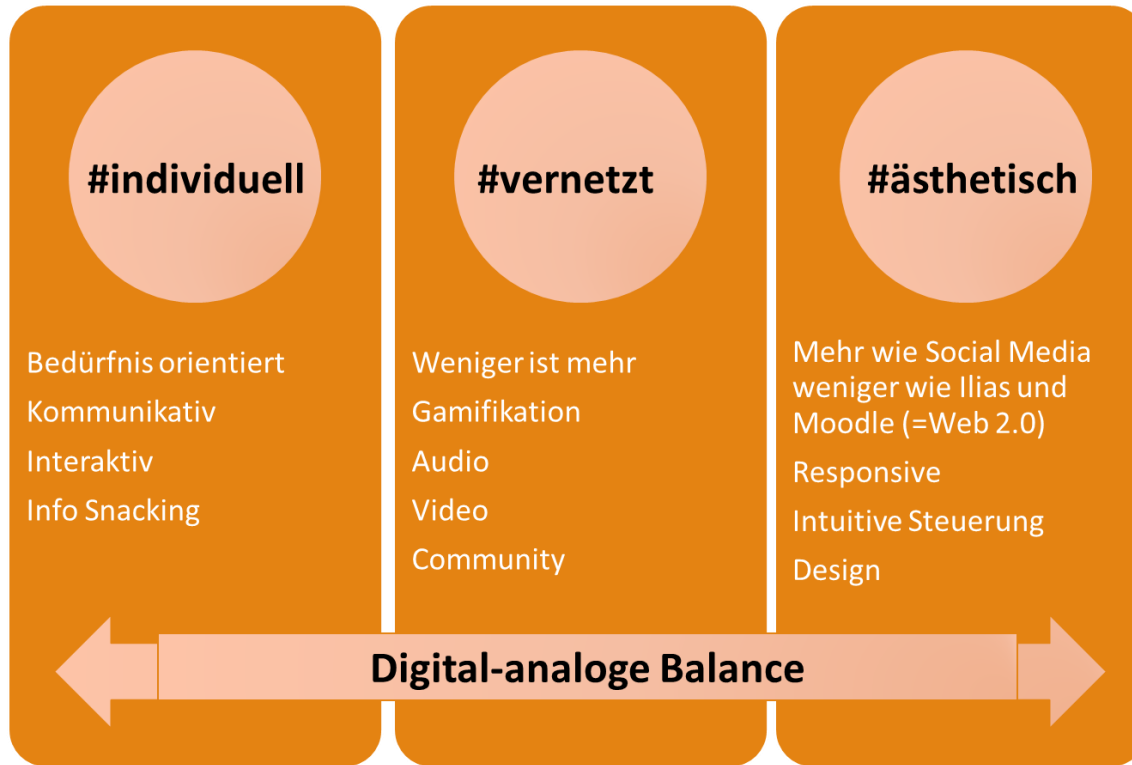 #individuell
Bedürfnis orientiert
Kommunikativ
Interaktiv
Info Snacking
#vernetzt
Weniger ist mehr
Gamifikation
Audio
Video
Community
#ästhetisch
Mehr wie Social Media
weniger wie Ilias und
Moodle (=Web 2.0)
Responsive
Intuitive Steuerung
Design
Digital-analoge Balance